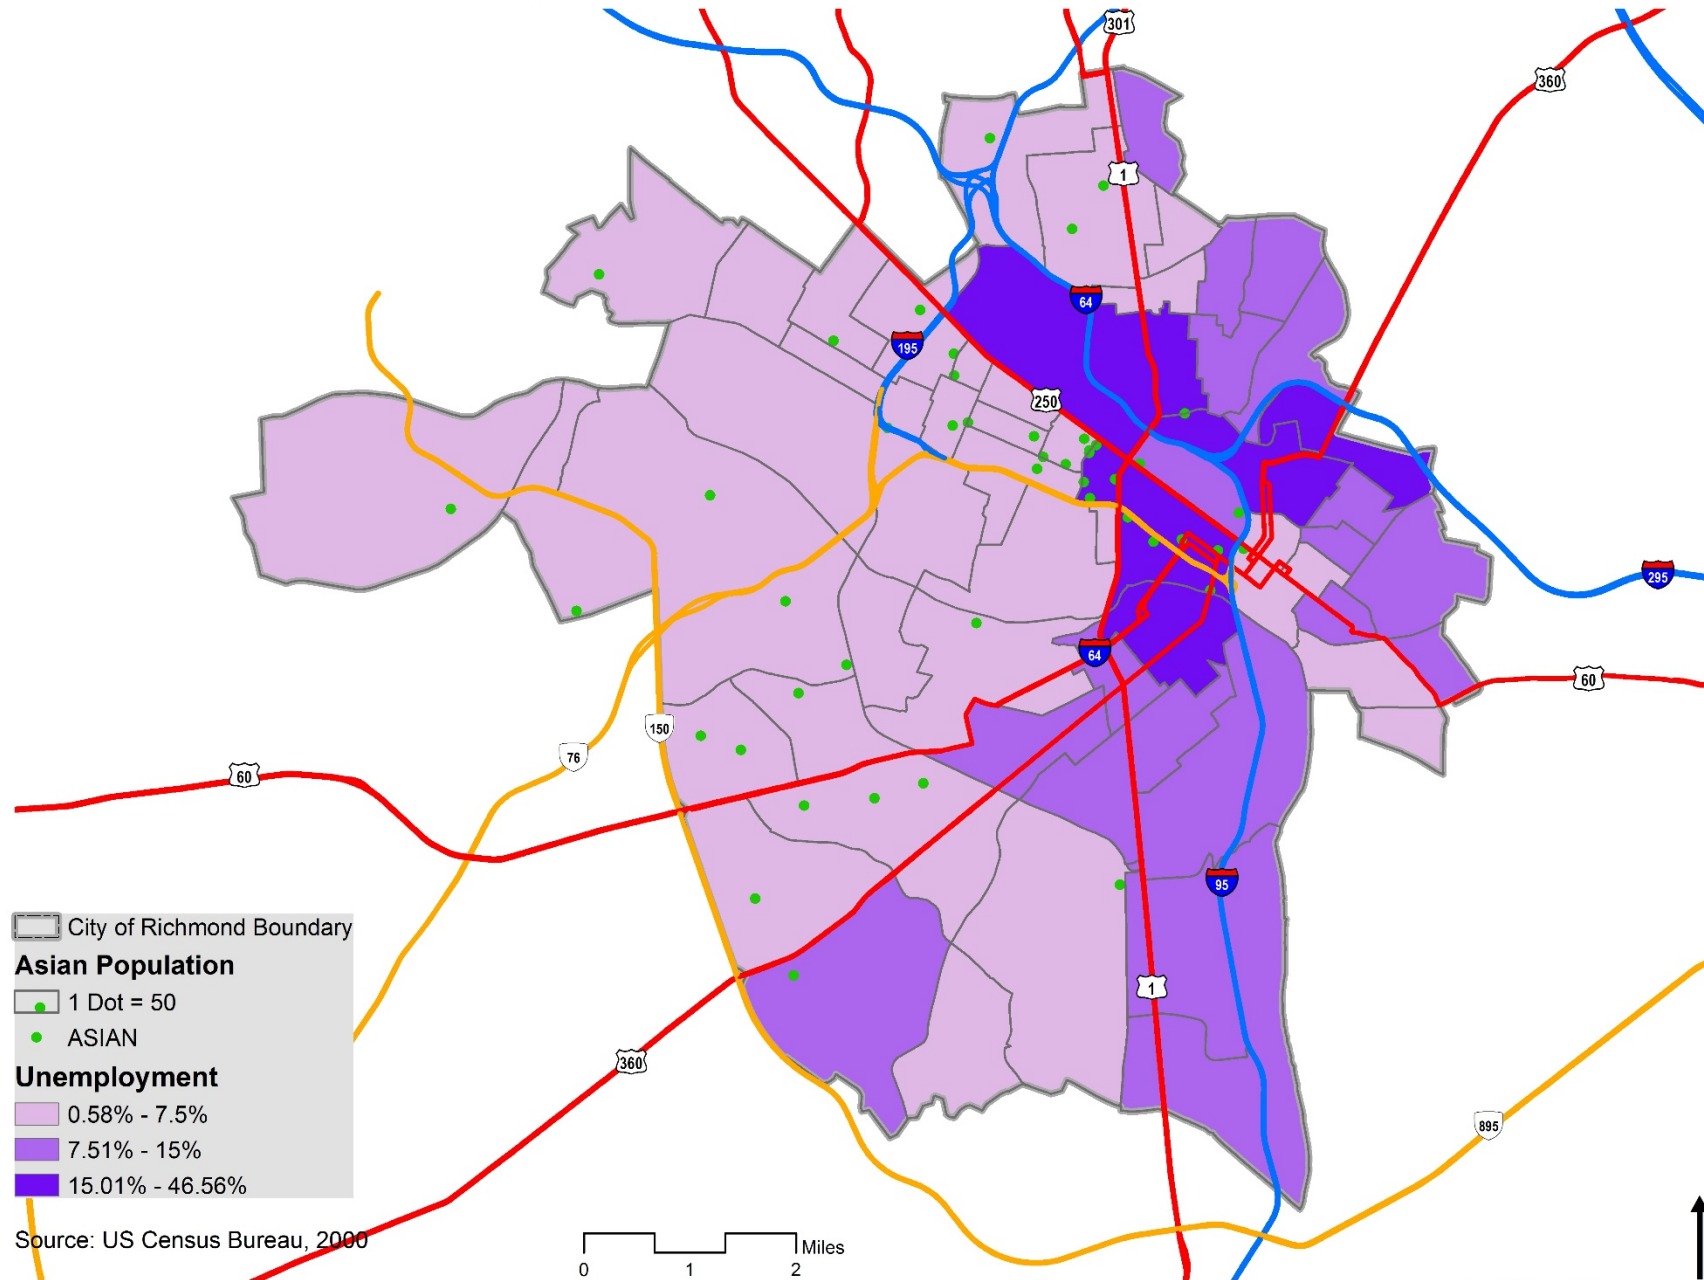 301
360
1
64
195
250
295
60
64
150
76
60
95
1
360
895
City of Richmond Boundary
Asian Population
1 Dot = 50
ASIAN
Unemployment
0.58% - 7.5%
7.51% - 15%
15.01% - 46.56%
Source: US Census Bureau, 2000
Miles
0 1 2